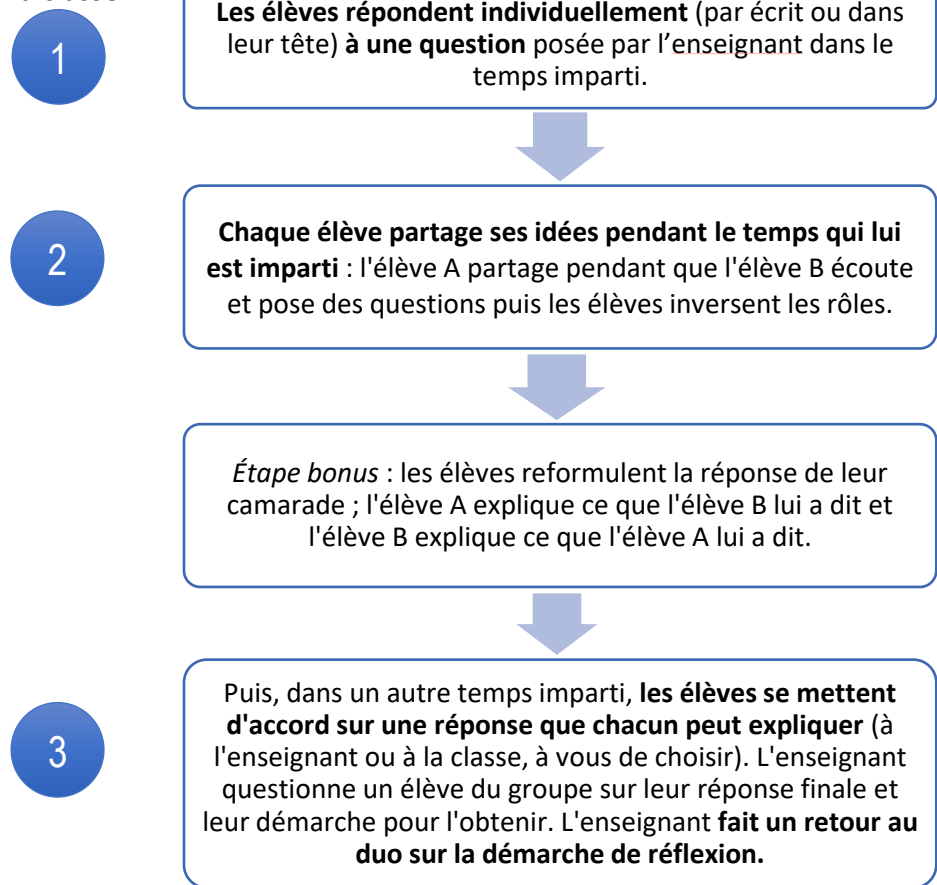 Les élèves répondent individuellement (par écrit ou dans
1
leur tête) à une question posée par l'enseignant dans le
temps imparti.
Chaque élève partage ses idées pendant le temps qui lui
2
est imparti : l'élève A partage pendant que l'élève B écoute
et pose des questions puis les élèves inversent les rôles.
Étape bonus : les élèves reformulent la réponse de leur
camarade ; l'élève A explique ce que l'élève B lui a dit et
l'élève B explique ce que l'élève A lui a dit.
Puis, dans un autre temps imparti, les élèves se mettent
d'accord sur une réponse que chacun peut expliquer (à
3
l'enseignant ou à la classe, à vous de choisir). L'enseignant
questionne un élève du groupe sur leur réponse finale et
leur démarche pour l'obtenir. L'enseignant fait un retour au
duo sur la démarche de réflexion.